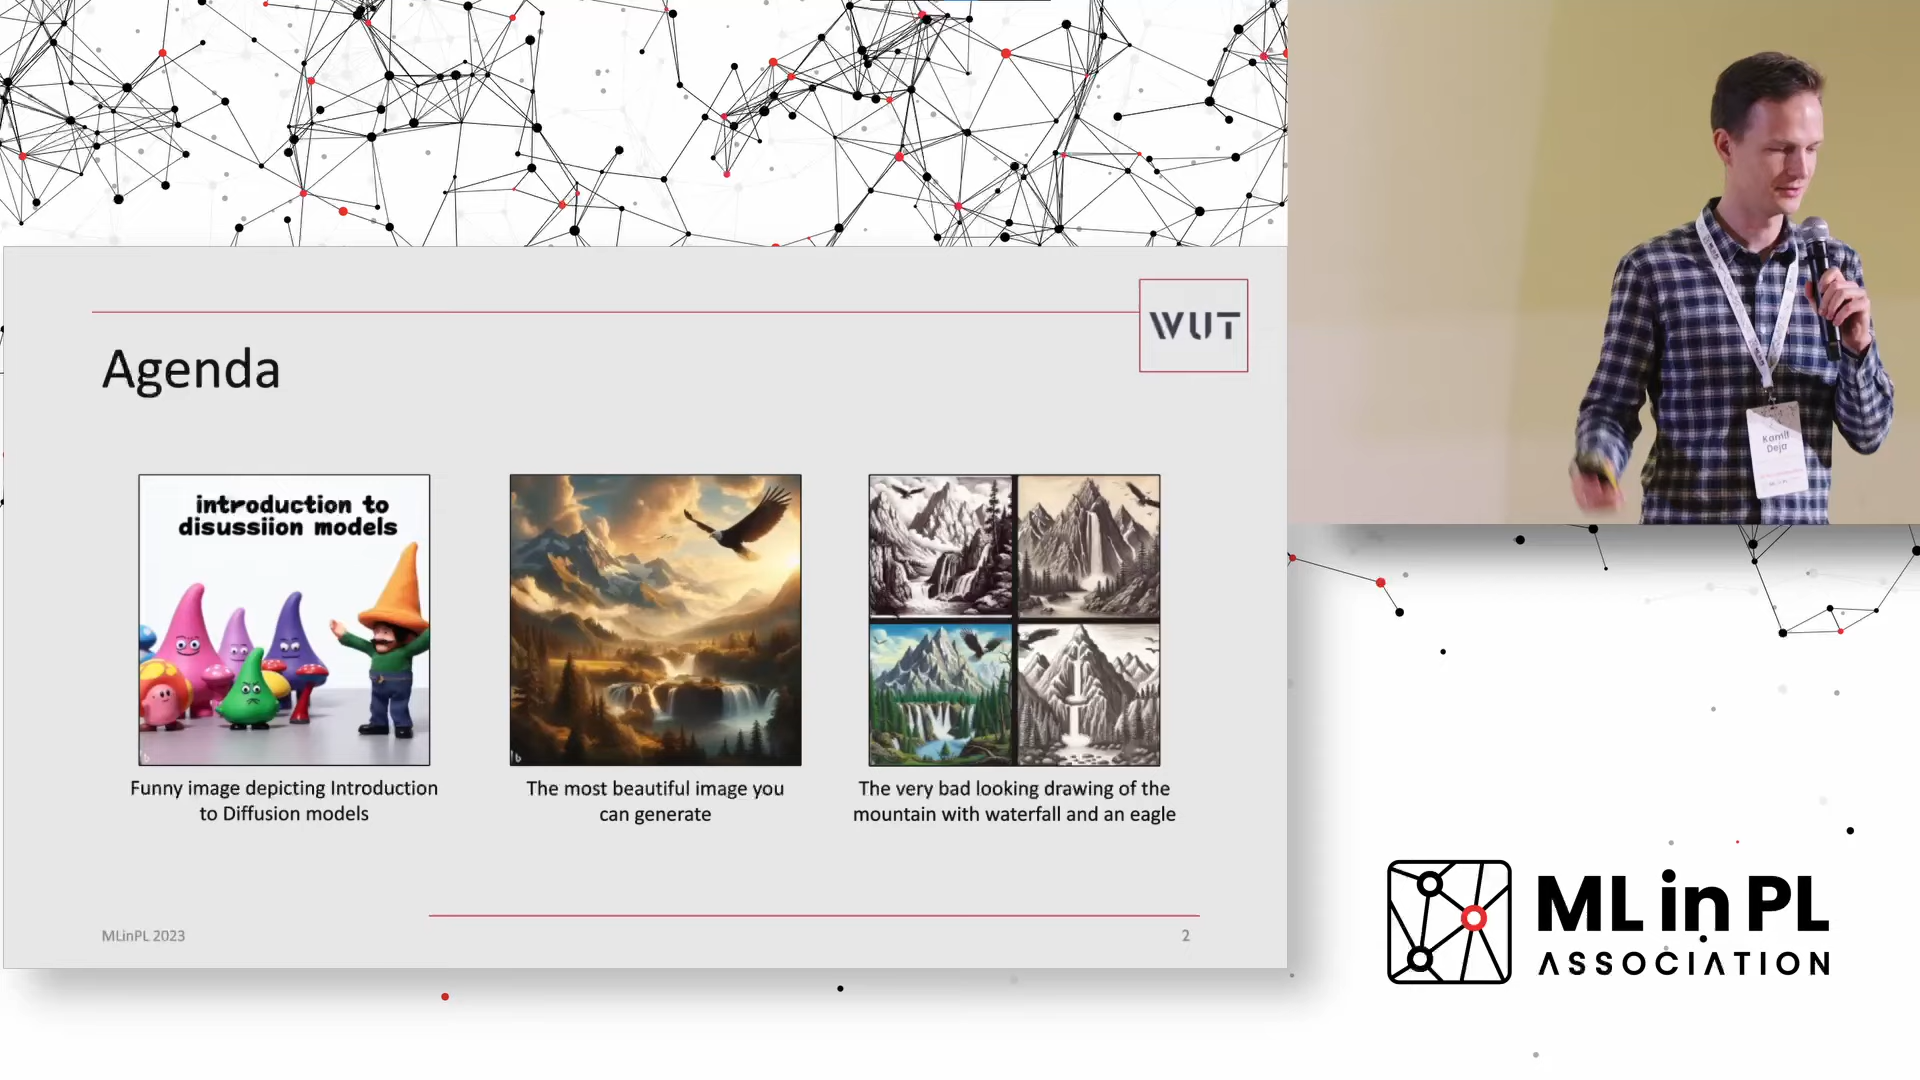 WUT
Agenda
introduction to
disussiion models
Funny image depicting Introduction
to Diffusion models
The most beautiful image you
can generate
The very bad looking drawing of the
mountain with waterfall and an eagle
MLinPL 2023
2
Kamil
Deja
ML in PL
ASSOCIATION